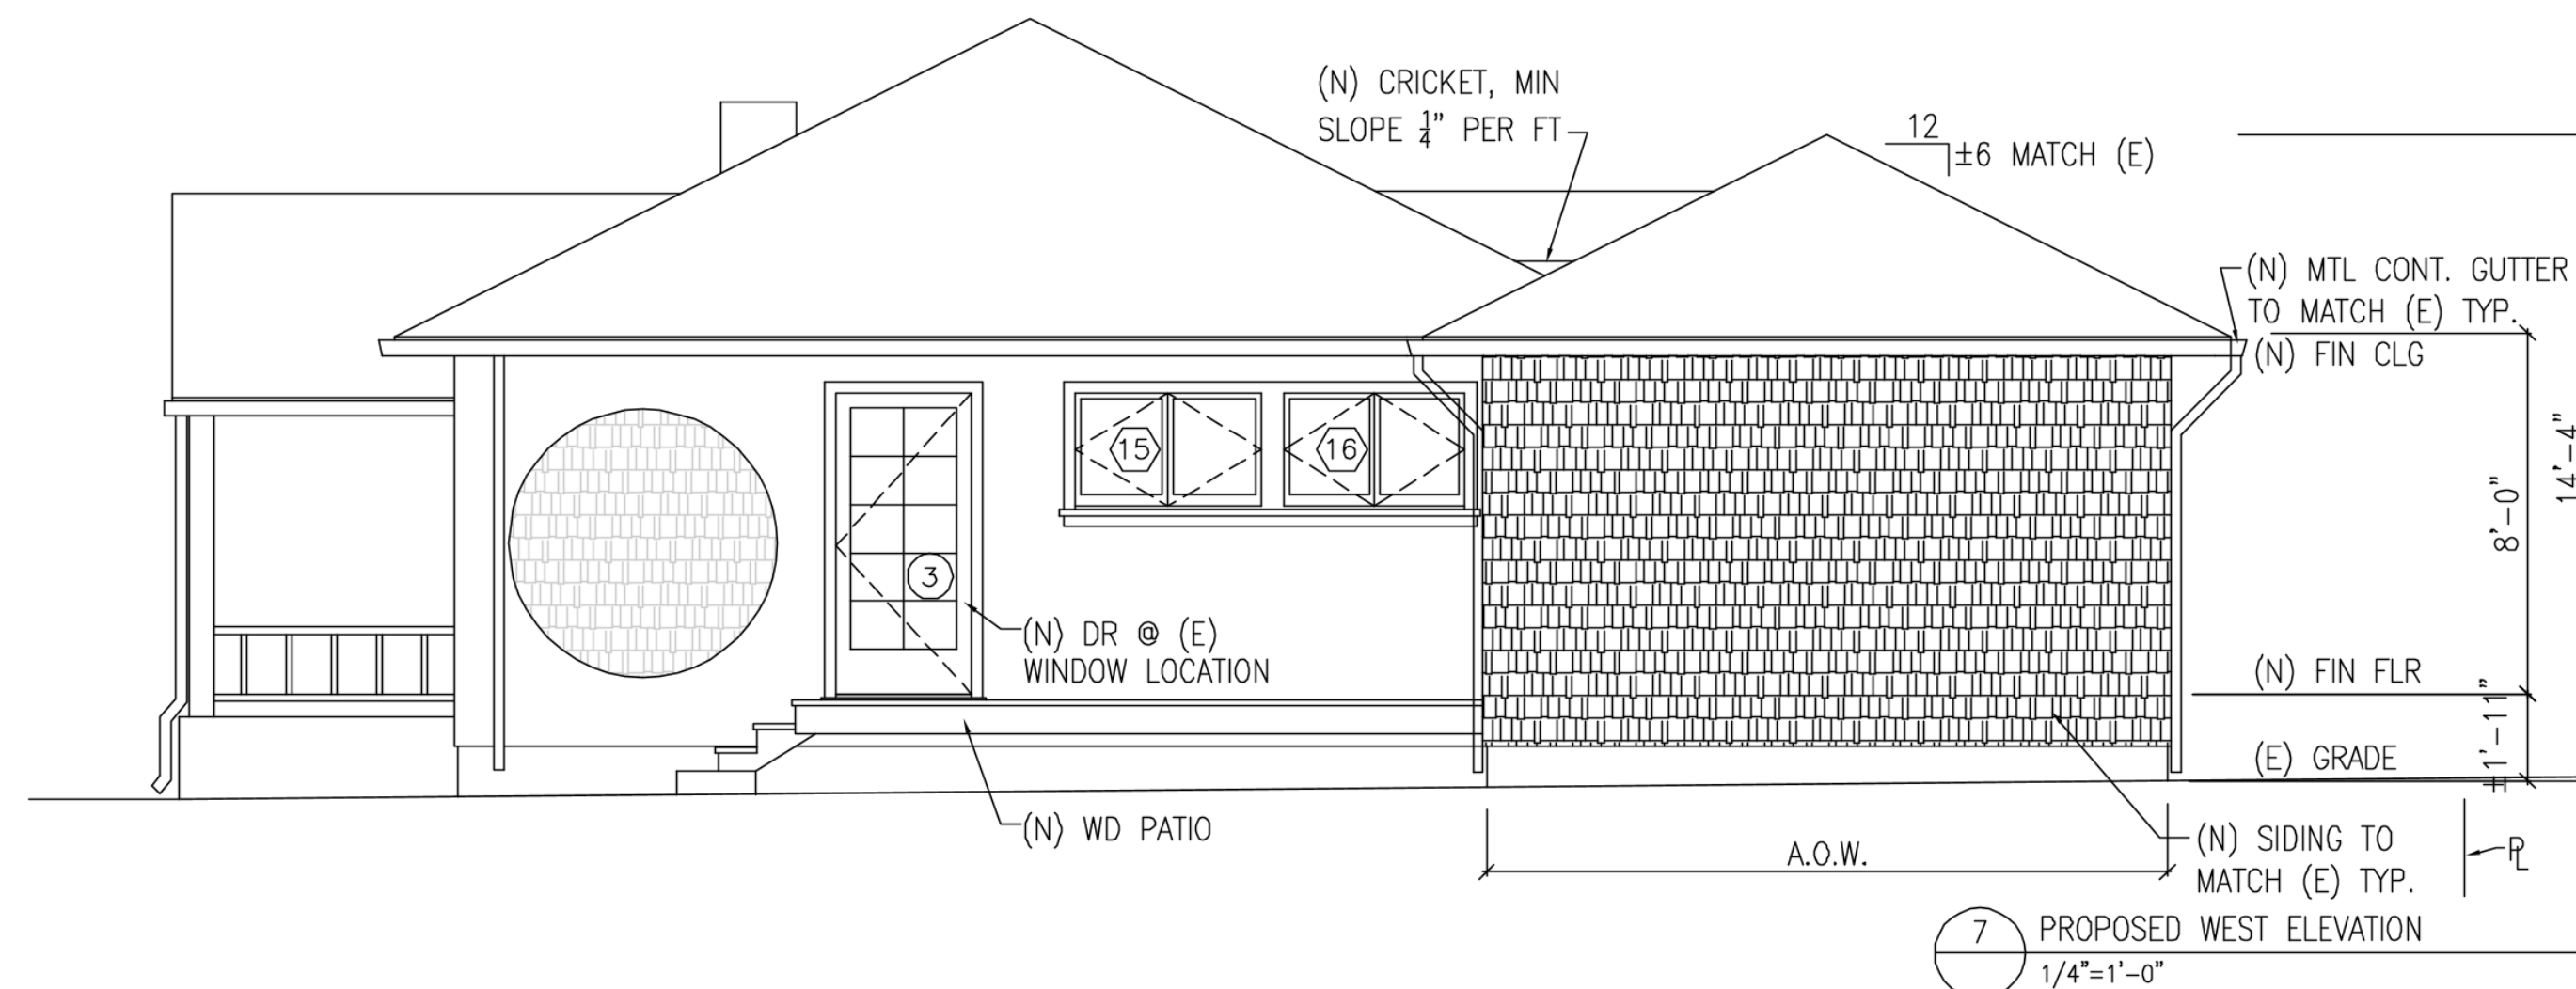 (N) CRICKET, MIN
SLOPE 1/4" PER FT
12
±6 MATCH (E)
(N) MTL CONT. GUTTER
TO MATCH (E) TYP.
(N) FIN CLG
14'-4"
8'-0"
15
16
3
(N) DR @ (E)
WINDOW LOCATION
(N) FIN FLR
±1'-11"
(E) GRADE
(N) WD PATIO
A.O.W.
(N) SIDING TO
MATCH (E) TYP.
PL
7
PROPOSED WEST ELEVATION
1/4"=1'-0"